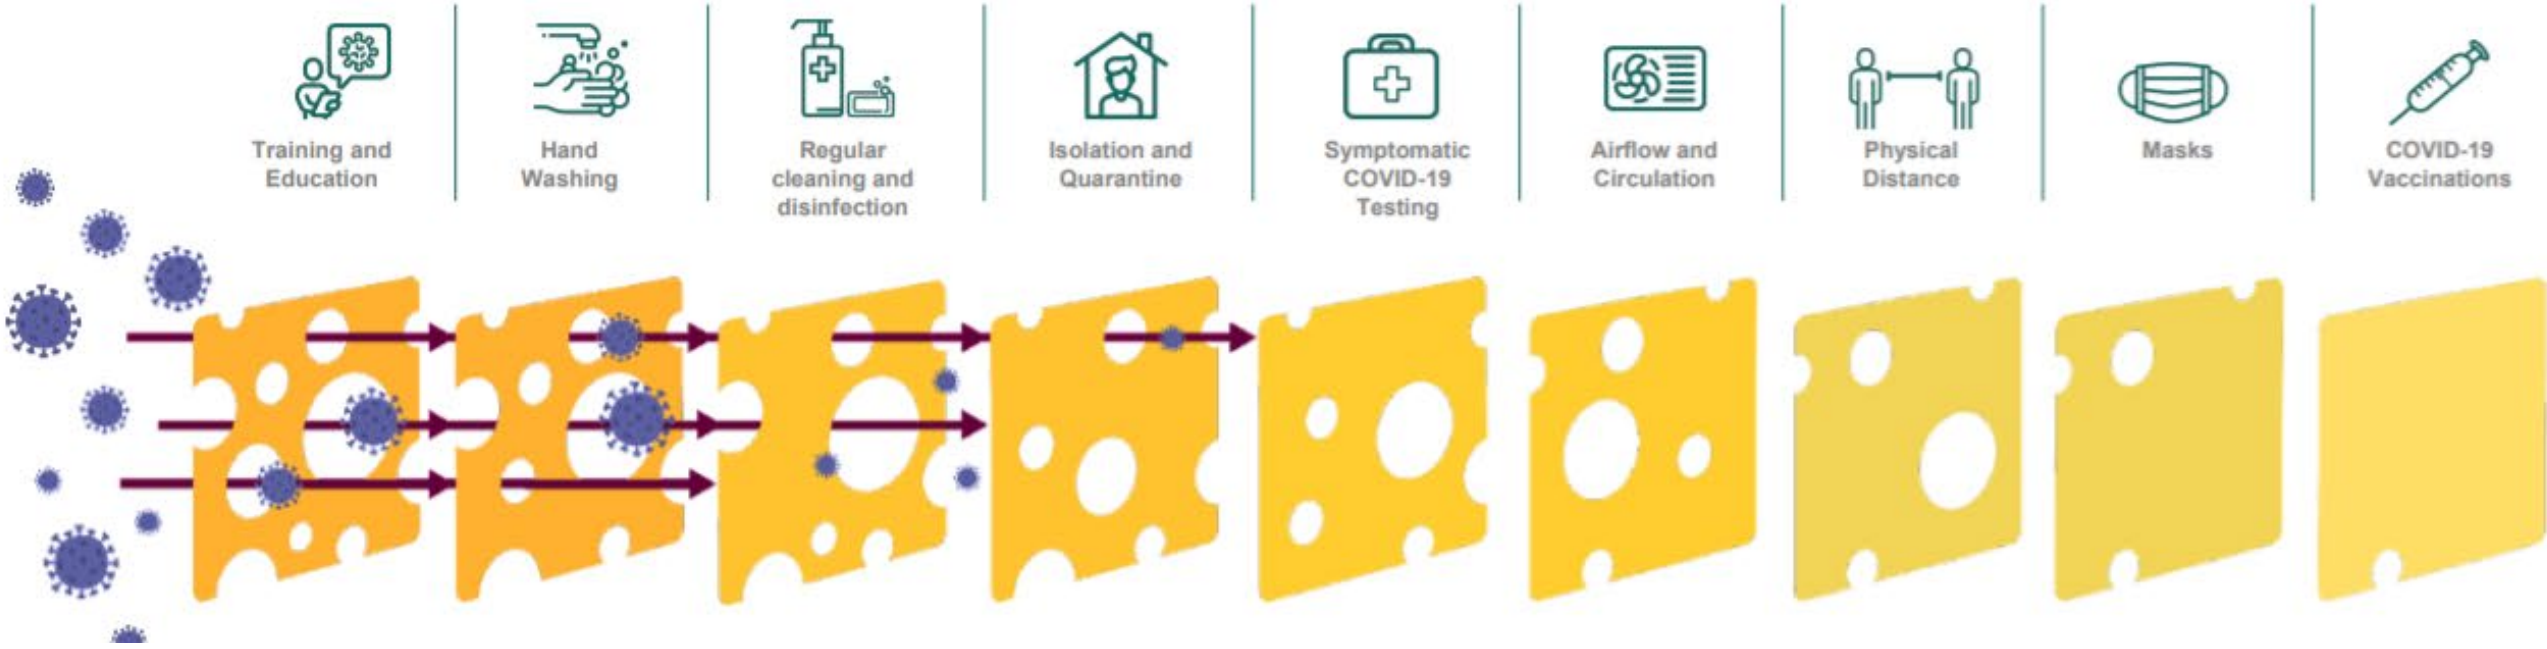 Training and
Education
Hand
Washing
Regular
cleaning and
disinfection
Isolation and
Quarantine
Symptomatic
COVID-19
Testing
Airflow and
Circulation
Physical
Distance
Masks
COVID-19
Vaccinations